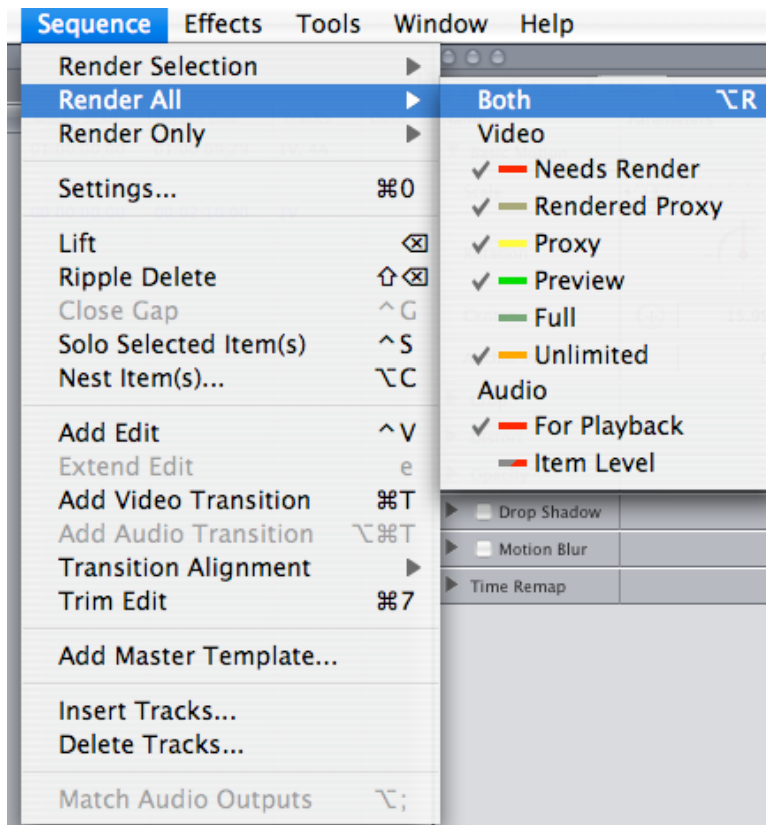 Sequence Effects Tools Window Help
Render Selection
Render All
Render Only
Settings... ⌘0
Lift ⌫
Ripple Delete ⇧⌫
Close Gap ^G
Solo Selected Item(s) ^S
Nest Item(s)... ⌥C
Add Edit ^V
Extend Edit e
Add Video Transition ⌘T
Add Audio Transition ⌥⌘T
Transition Alignment
Trim Edit ⌘7
Add Master Template...
Insert Tracks...
Delete Tracks...
Match Audio Outputs ⌥;
Both ⌥R
Video
✓ Needs Render
✓ Rendered Proxy
✓ Proxy
✓ Preview
Full
✓ Unlimited
Audio
✓ For Playback
Item Level
Drop Shadow
Motion Blur
Time Remap